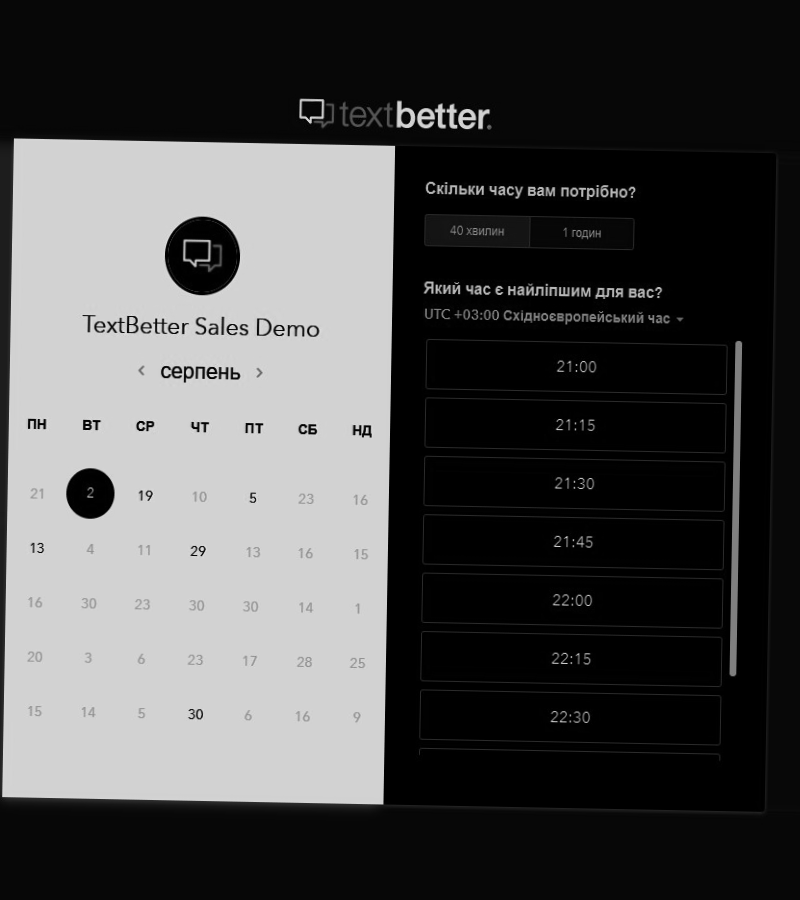 textbetter.
TextBetter Sales Demo
серпень
ПН ВТ СР ЧТ ПТ СБ НД
21 2 19 10 5 23 16
13 4 11 29 13 16 15
16 30 23 30 30 14 1
20 3 6 23 17 28 25
15 14 5 30 6 16 9
Скільки часу вам потрібно?
40 хвилин 1 годин
Який час є найліпшим для вас?
UTC +03:00 Східноєвропейський час
21:00
21:15
21:30
21:45
22:00
22:15
22:30